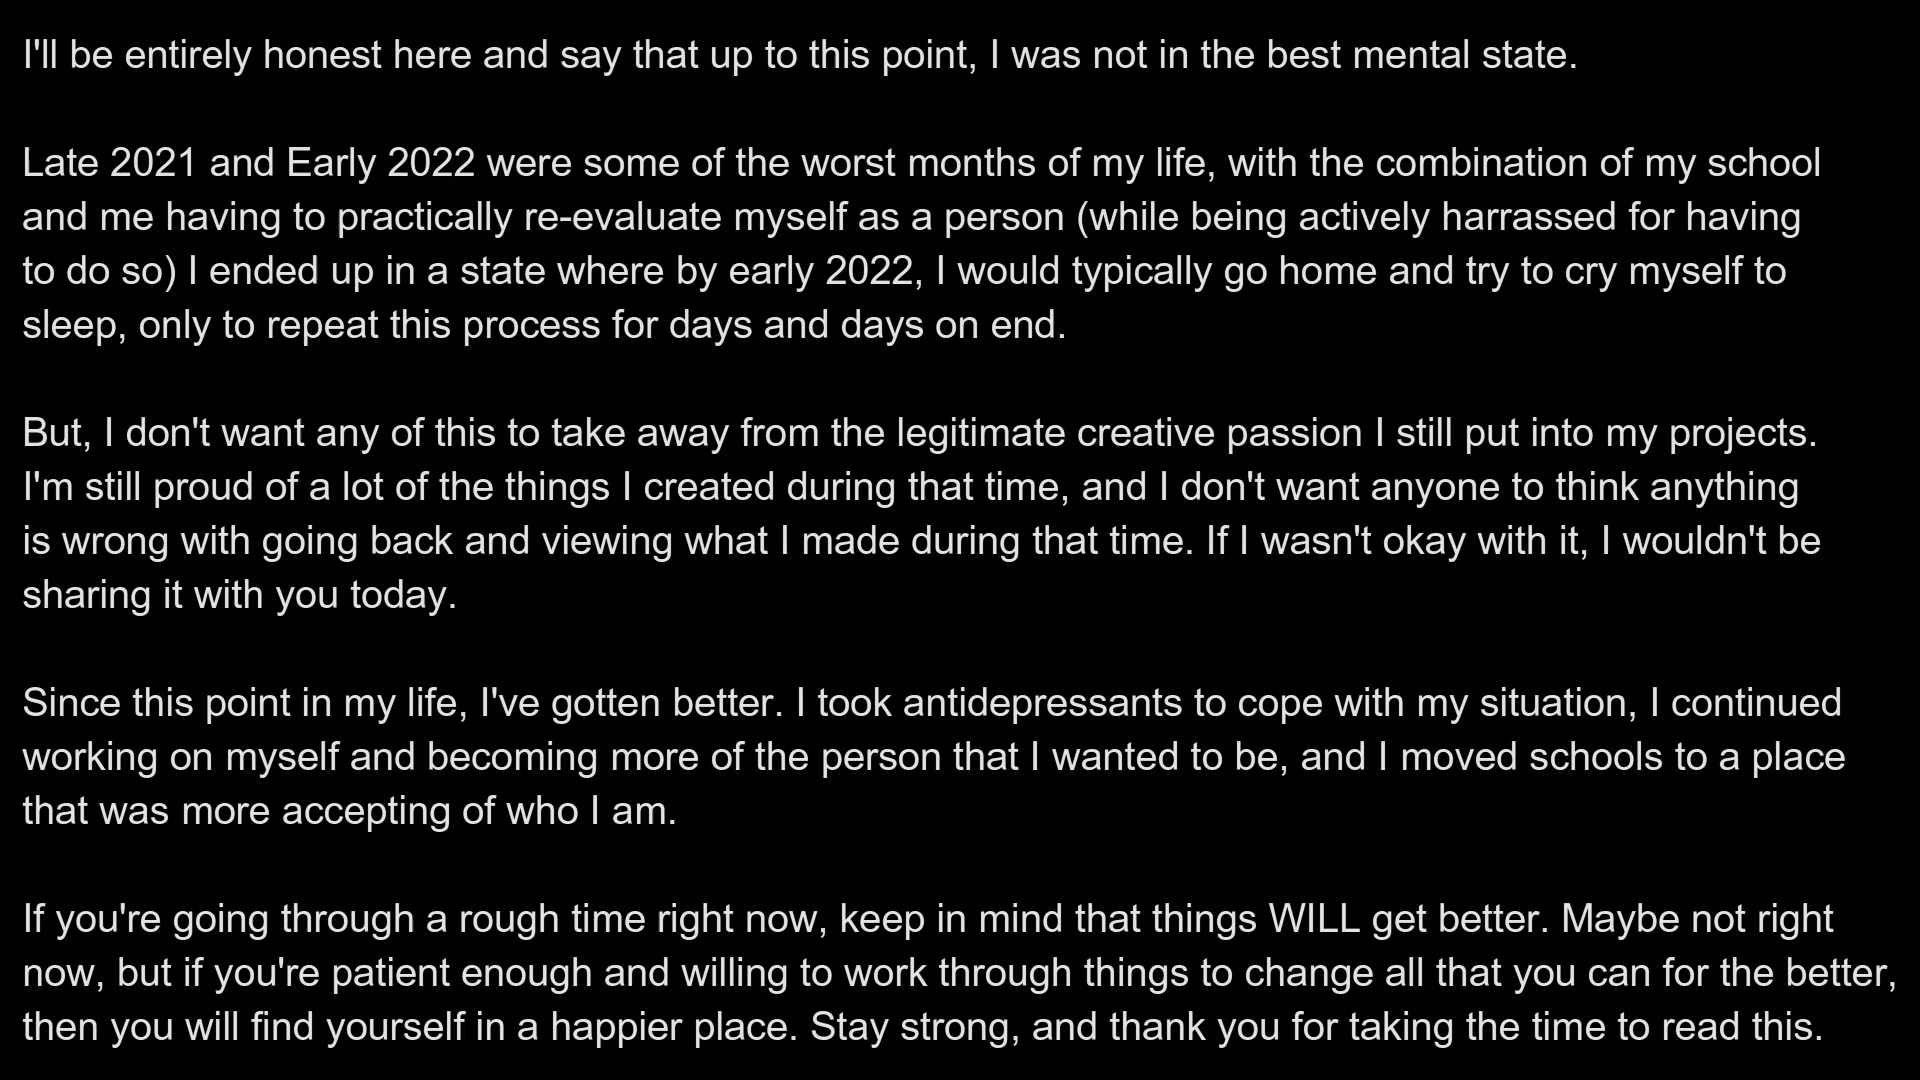 I'll be entirely honest here and say that up to this point, I was not in the best mental state.
Late 2021 and Early 2022 were some of the worst months of my life, with the combination of my school
and me having to practically re-evaluate myself as a person (while being actively harrassed for having
to do so) I ended up in a state where by early 2022, I would typically go home and try to cry myself to
sleep, only to repeat this process for days and days on end.
But, I don't want any of this to take away from the legitimate creative passion I still put into my projects.
I'm still proud of a lot of the things I created during that time, and I don't want anyone to think anything
is wrong with going back and viewing what I made during that time. If I wasn't okay with it, I wouldn't be
sharing it with you today.
Since this point in my life, I've gotten better. I took antidepressants to cope with my situation, I continued
working on myself and becoming more of the person that I wanted to be, and I moved schools to a place
that was more accepting of who I am.
If you're going through a rough time right now, keep in mind that things WILL get better. Maybe not right
now, but if you're patient enough and willing to work through things to change all that you can for the better,
then you will find yourself in a happier place. Stay strong, and thank you for taking the time to read this.